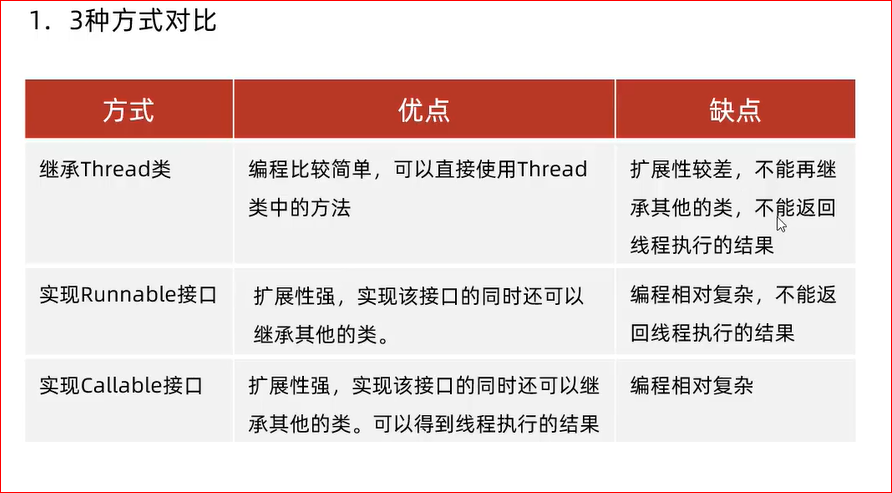 1. 3种方式对比
方式 优点 缺点
继承Thread类
编程比较简单，可以直接使用Thread
类中的方法
扩展性较差，不能再继
承其他的类，不能返回
线程执行的结果
实现Runnable接口
扩展性强，实现该接口的同时还可以
继承其他的类。
编程相对复杂，不能返
回线程执行的结果
实现Callable接口
扩展性强，实现该接口的同时还可以继
承其他的类。可以得到线程执行的结果
编程相对复杂